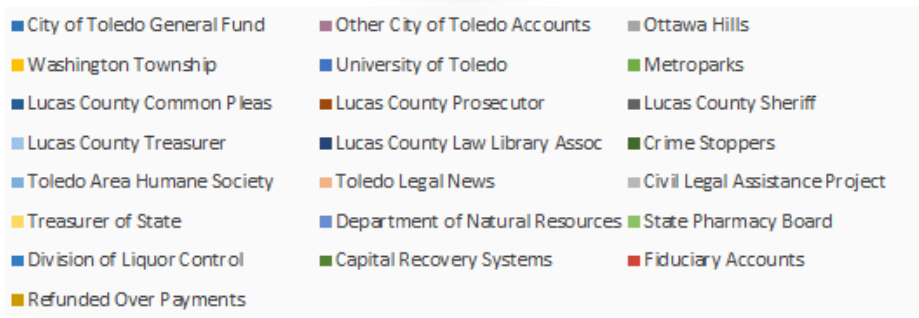 City of Toledo General Fund Other City of Toledo Accounts Ottawa Hills
Washington Township University of Toledo Metroparks
Lucas County Common Pleas Lucas County Prosecutor Lucas County Sheriff
Lucas County Treasurer Lucas County Law Library Assoc Crime Stoppers
Toledo Area Humane Society Toledo Legal News Civil Legal Assistance Project
Treasurer of State Department of Natural Resources State Pharmacy Board
Division of Liquor Control Capital Recovery Systems Fiduciary Accounts
Refunded Over Payments